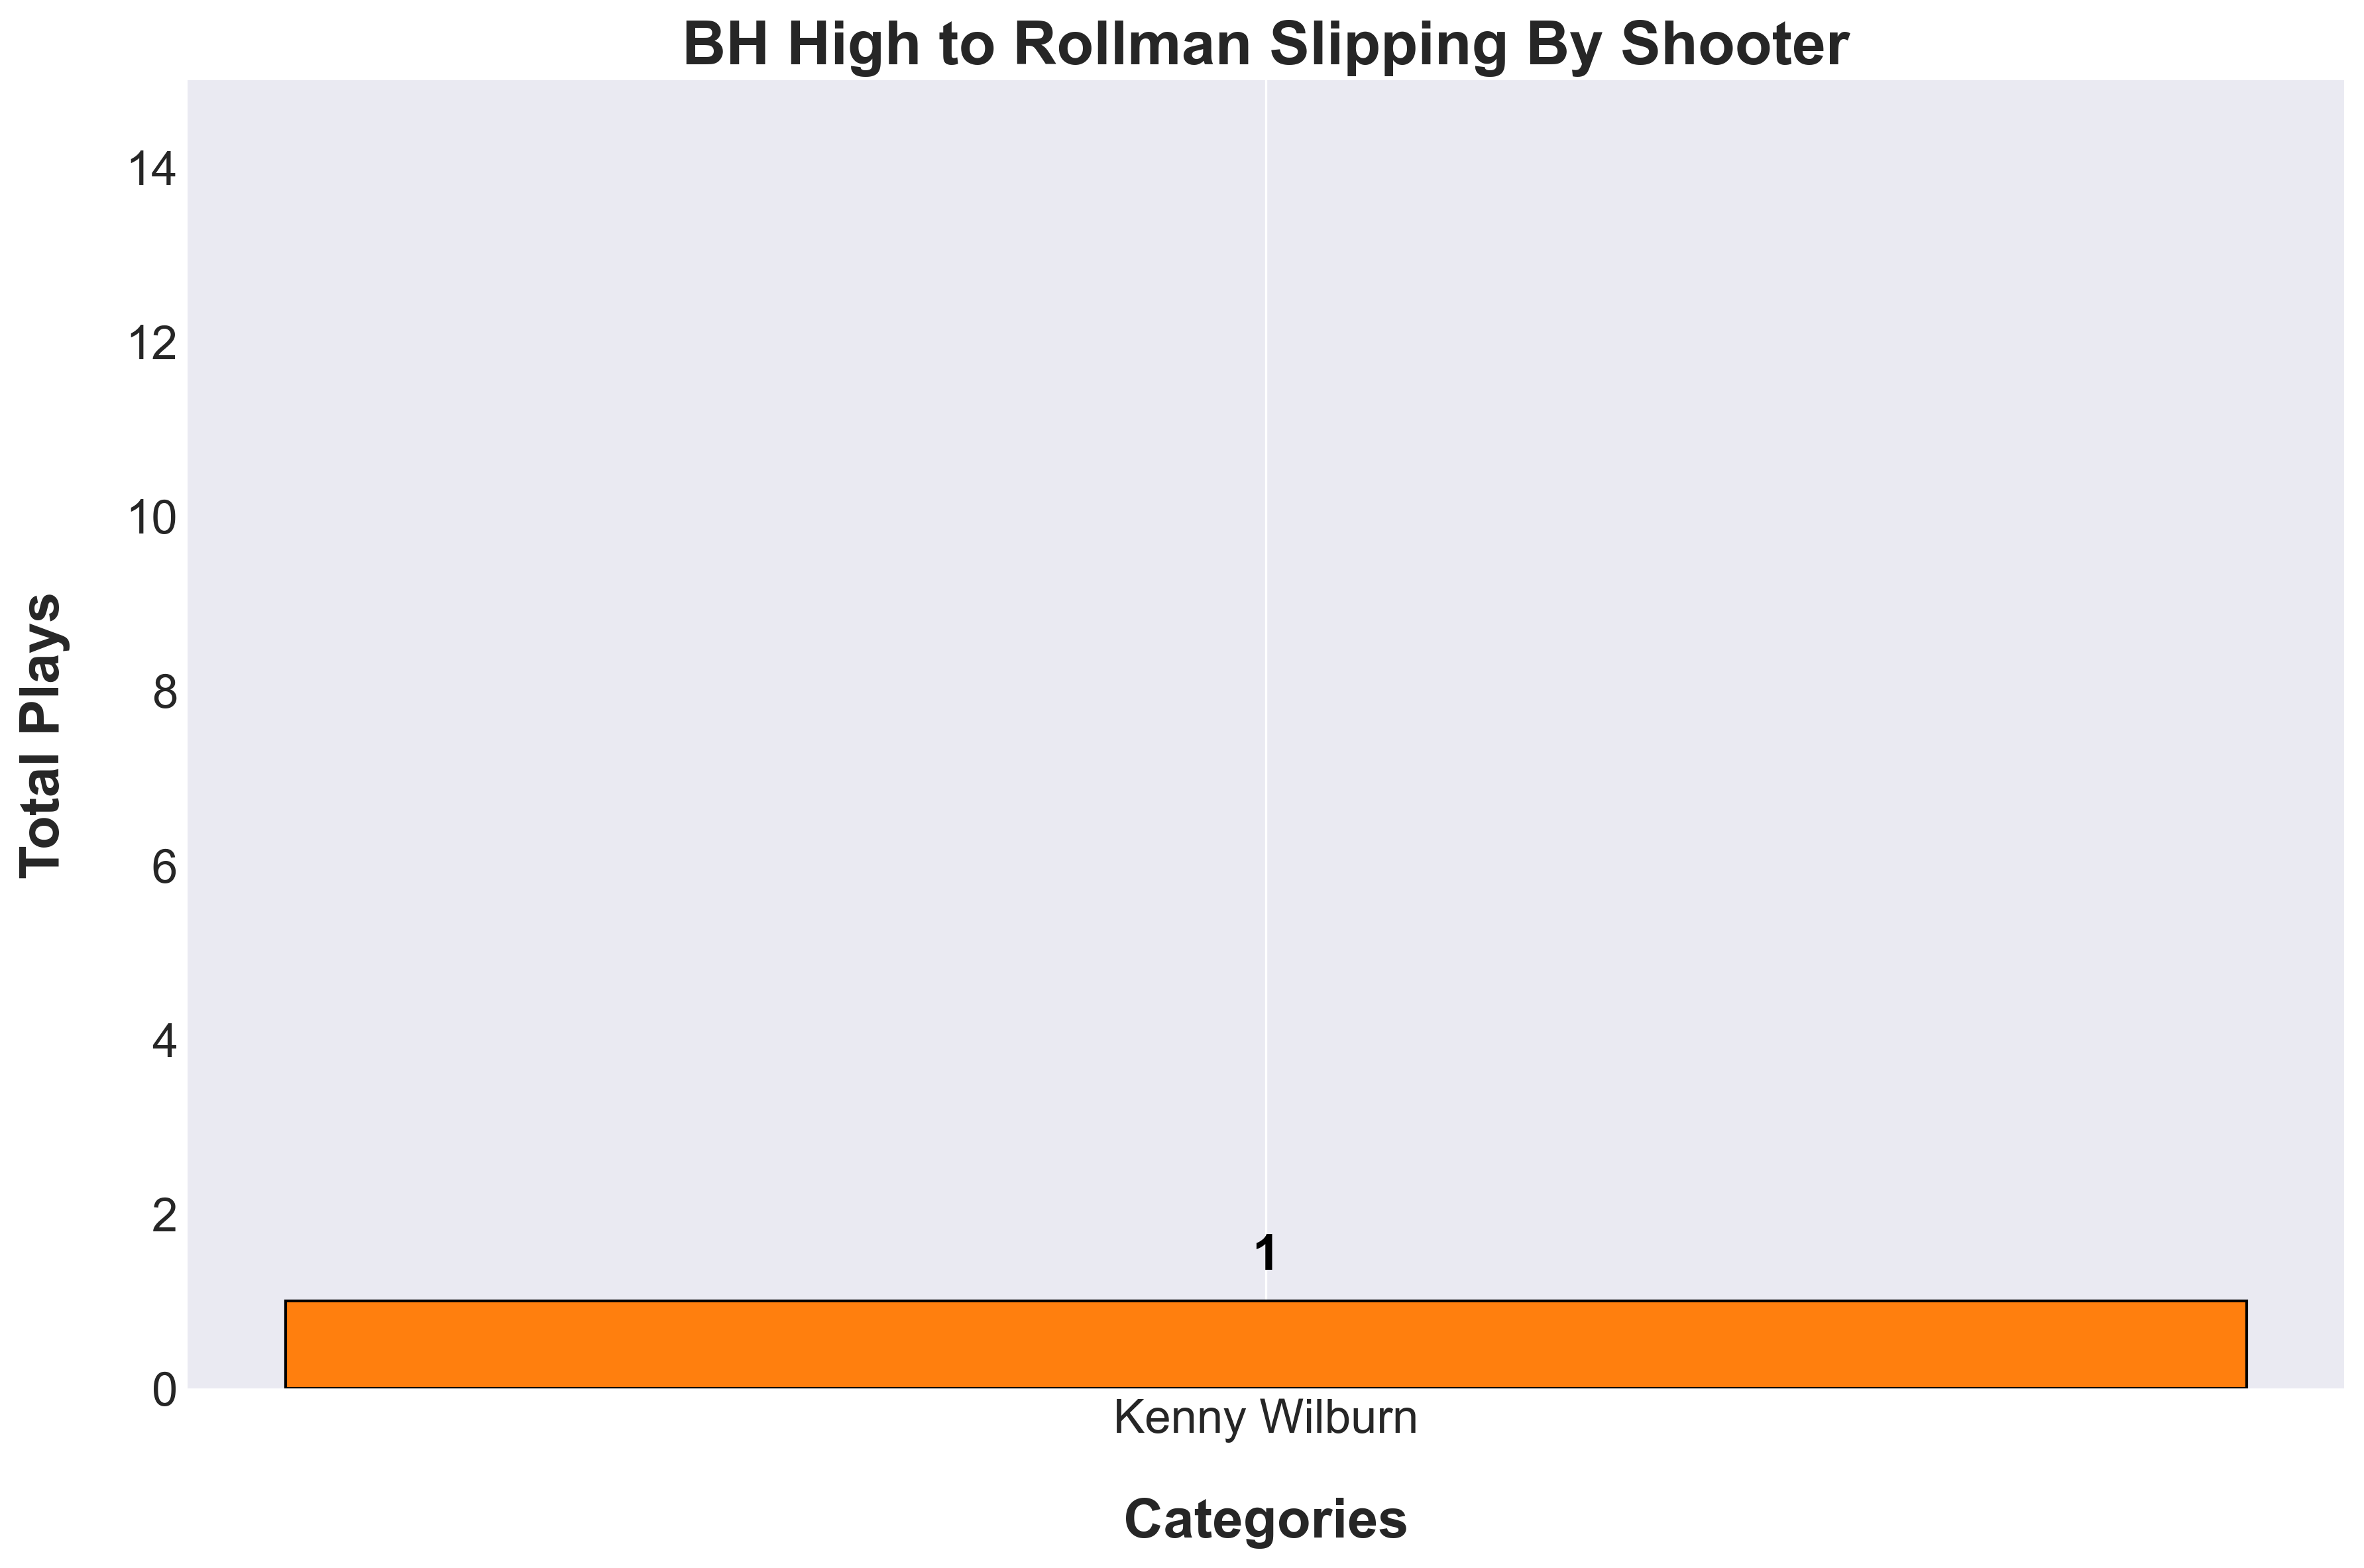 BH High to Rollman Slipping By Shooter
Total Plays
14
12
10
8
6
4
2
0
1
Kenny Wilburn
Categories